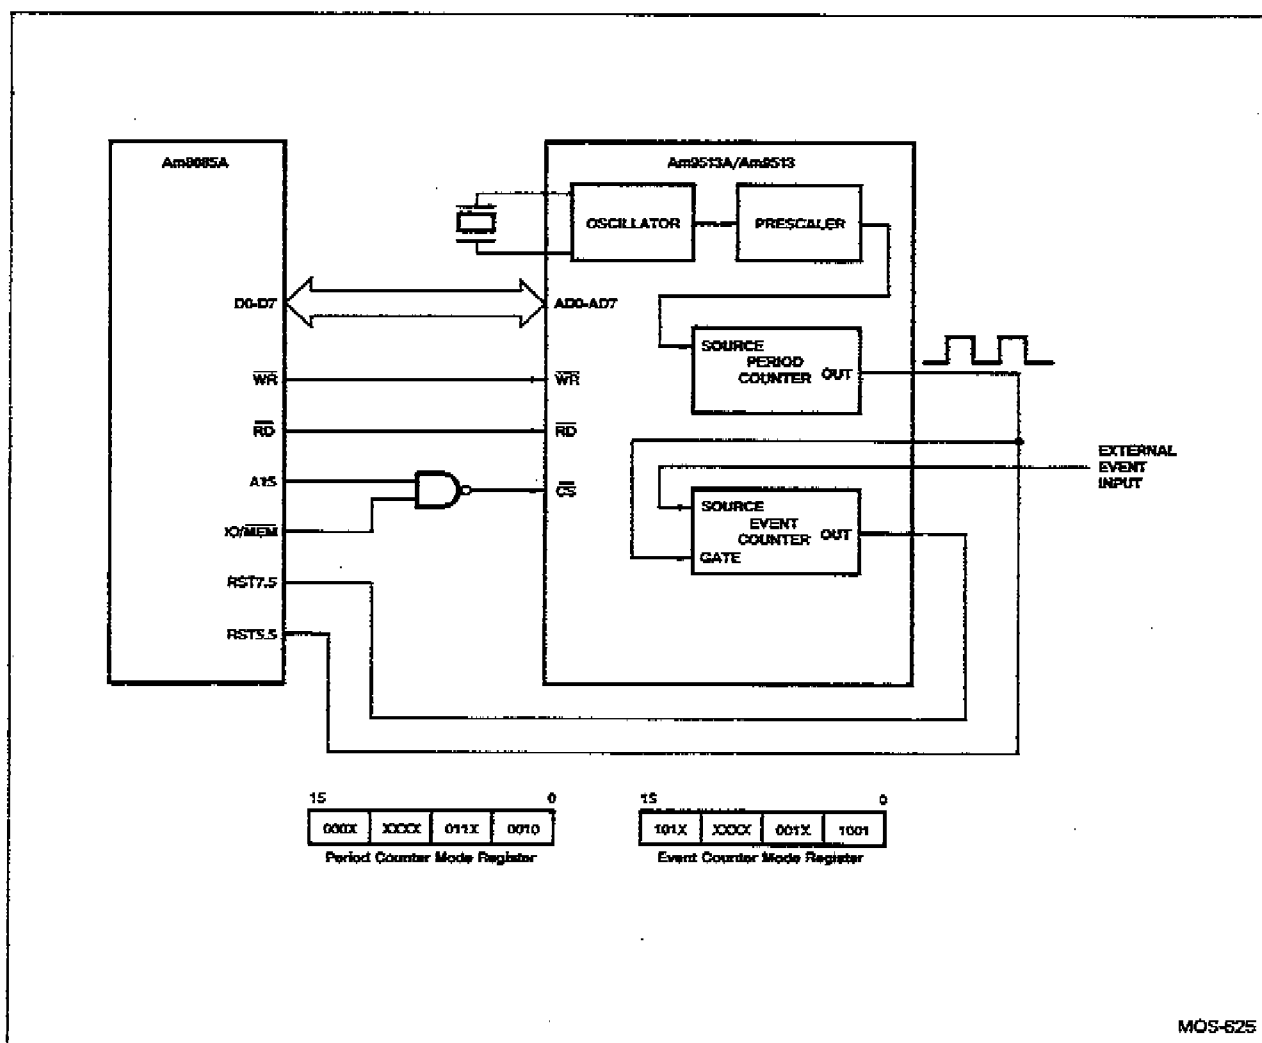 Am8085A
Am9513A/Am9513
OSCILLATOR
PRESCALER
D0-D7
AD0-AD7
SOURCE
PERIOD
COUNTER
OUT
WR
WR
RD
RD
EXTERNAL
EVENT
INPUT
A15
CS
SOURCE
EVENT
COUNTER
OUT
IO/MEM
GATE
RST7.5
RST5.5
15 0
000X XXXX 011X 0010
Period Counter Mode Register
15 0
101X XXXX 001X 1001
Event Counter Mode Register
MOS-625